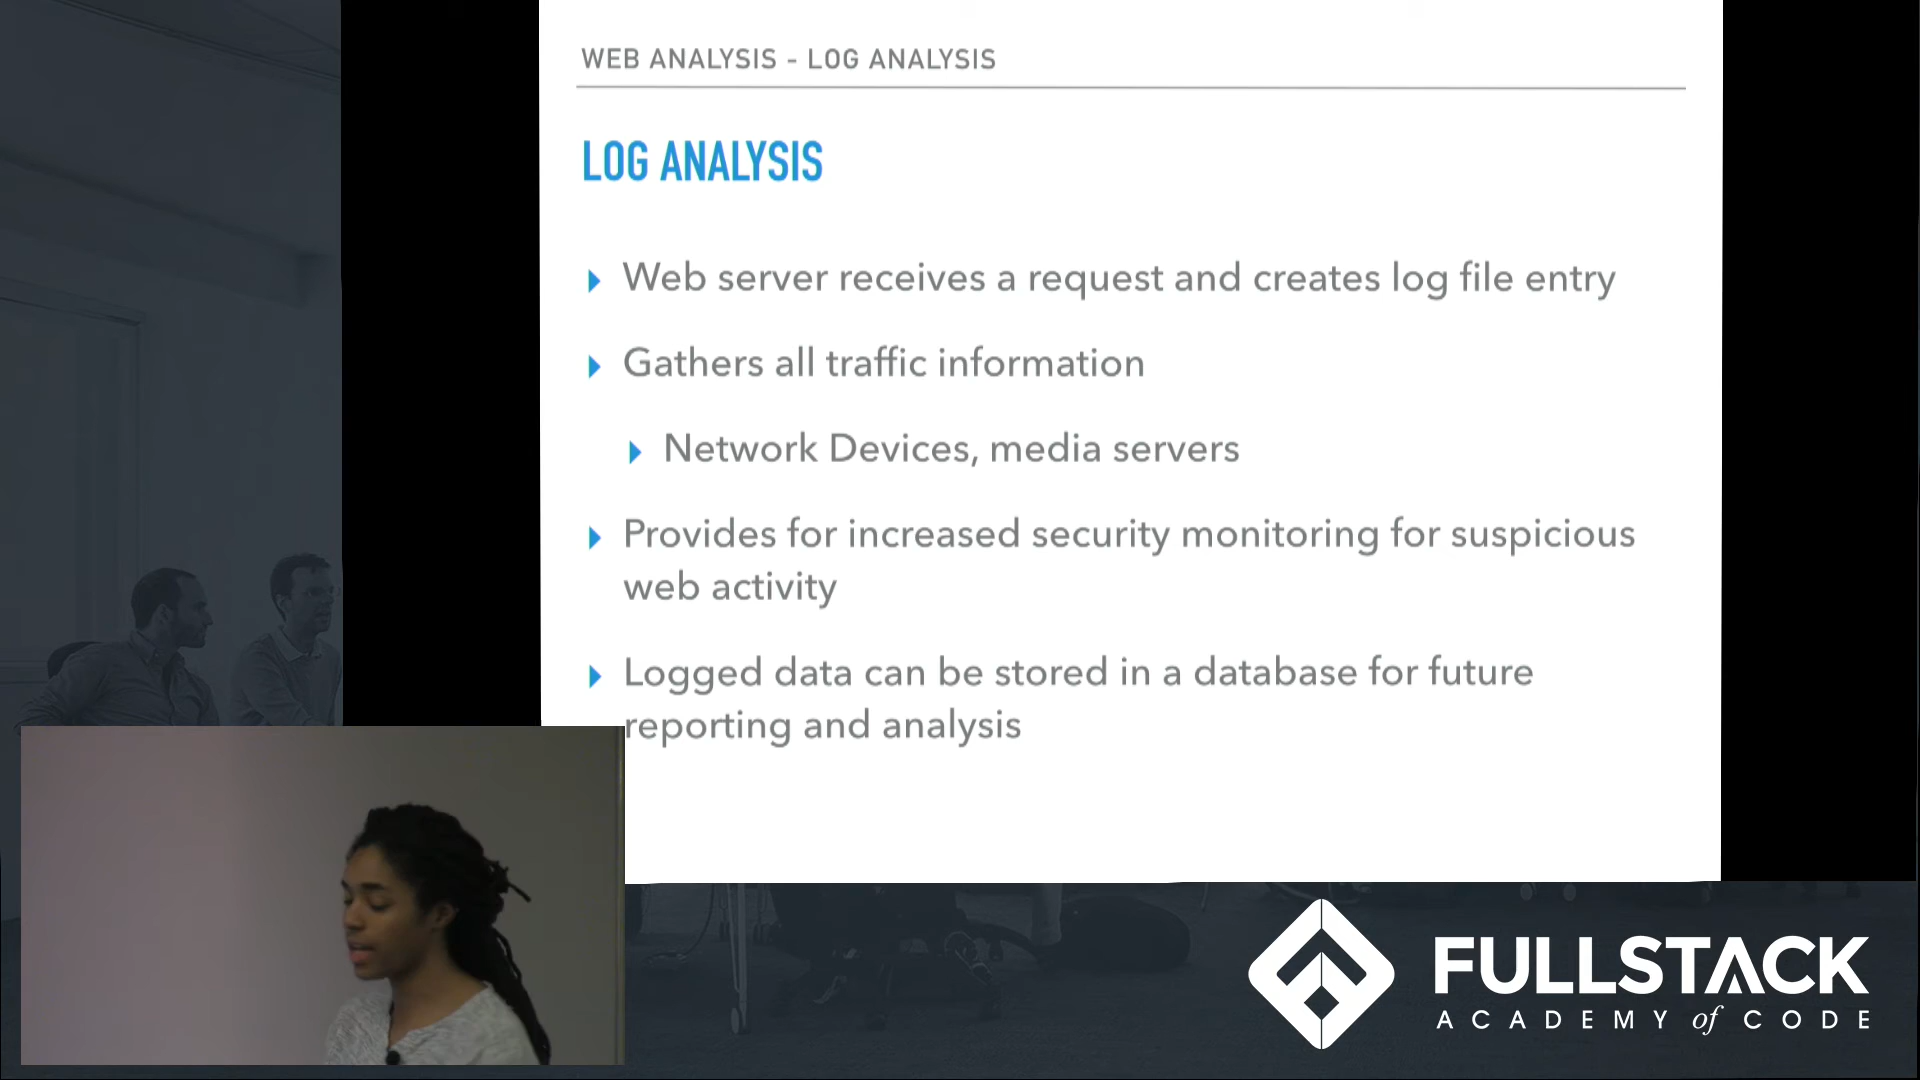 WEB ANALYSIS - LOG ANALYSIS
LOG ANALYSIS
Web server receives a request and creates log file entry
Gathers all traffic information
Network Devices, media servers
Provides for increased security monitoring for suspicious
web activity
Logged data can be stored in a database for future
reporting and analysis
FULLSTACK
ACADEMY of CODE